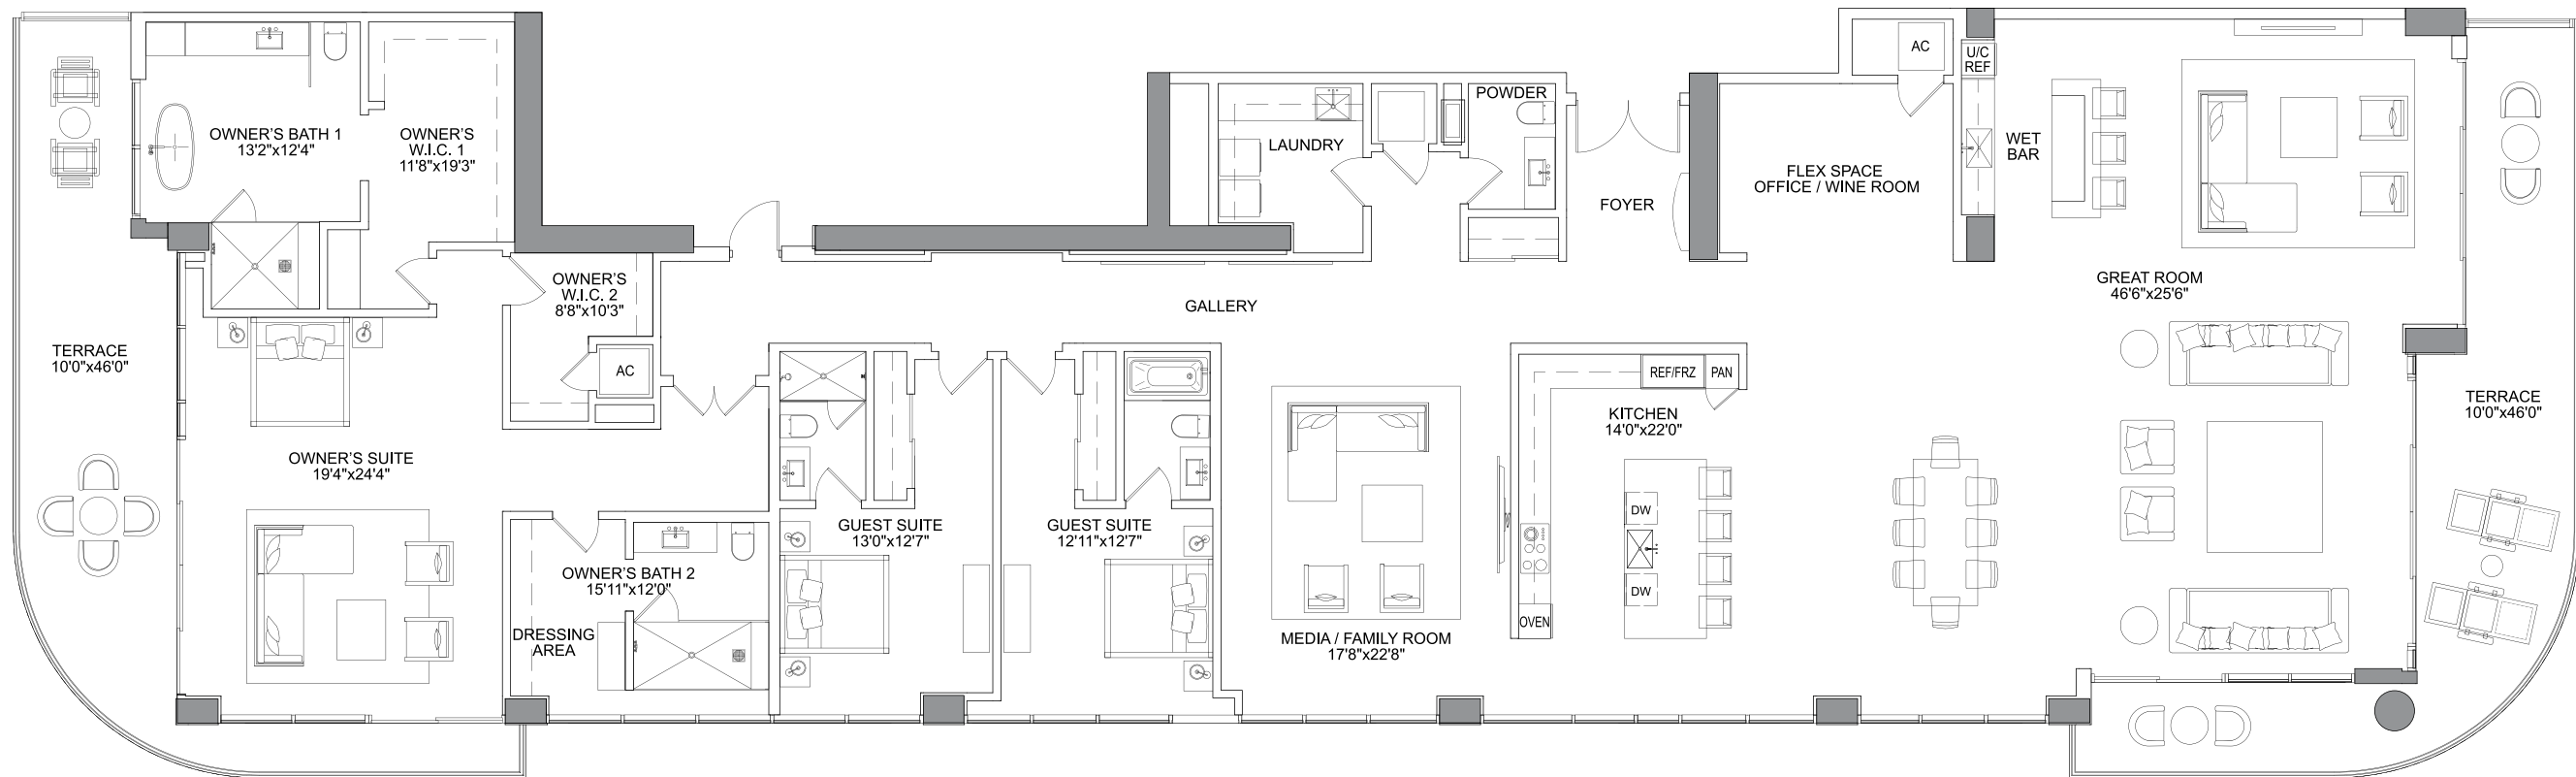 OWNER'S BATH 1
13'2"x12'4"
OWNER'S
W.I.C. 1
11'8"x19'3"
LAUNDRY
POWDER
FOYER
FLEX SPACE
OFFICE / WINE ROOM
AC
U/C
REF
WET
BAR
GREAT ROOM
46'6"x25'6"
OWNER'S
W.I.C. 2
8'8"x10'3"
GALLERY
TERRACE
10'0"x46'0"
AC
REF/FRZ
PAN
KITCHEN
14'0"x22'0"
TERRACE
10'0"x46'0"
OWNER'S SUITE
19'4"x24'4"
DW
DW
OVEN
GUEST SUITE
13'0"x12'7"
GUEST SUITE
12'11"x12'7"
OWNER'S BATH 2
15'11"x12'0"
DRESSING
AREA
MEDIA / FAMILY ROOM
17'8"x22'8"